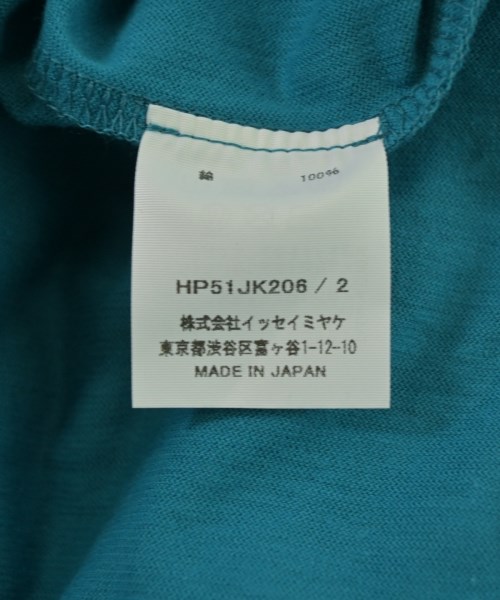 綿 100%
HP51JK206 / 2
株式会社イッセイミヤケ
東京都渋谷区富ヶ谷1-12-10
MADE IN JAPAN